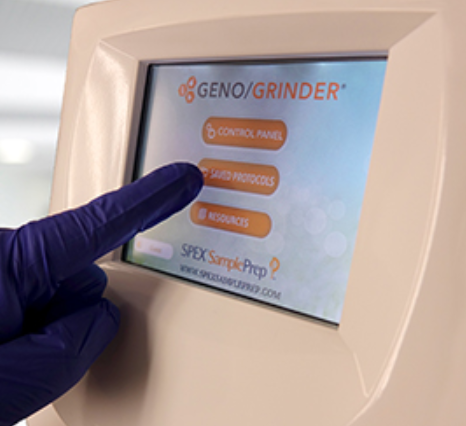 GENO/GRINDER®
CONTROL PANEL
SAVED PROTOCOLS
RESOURCES
SPEX SamplePrep
WWW.SPEXSAMPLEPREP.COM